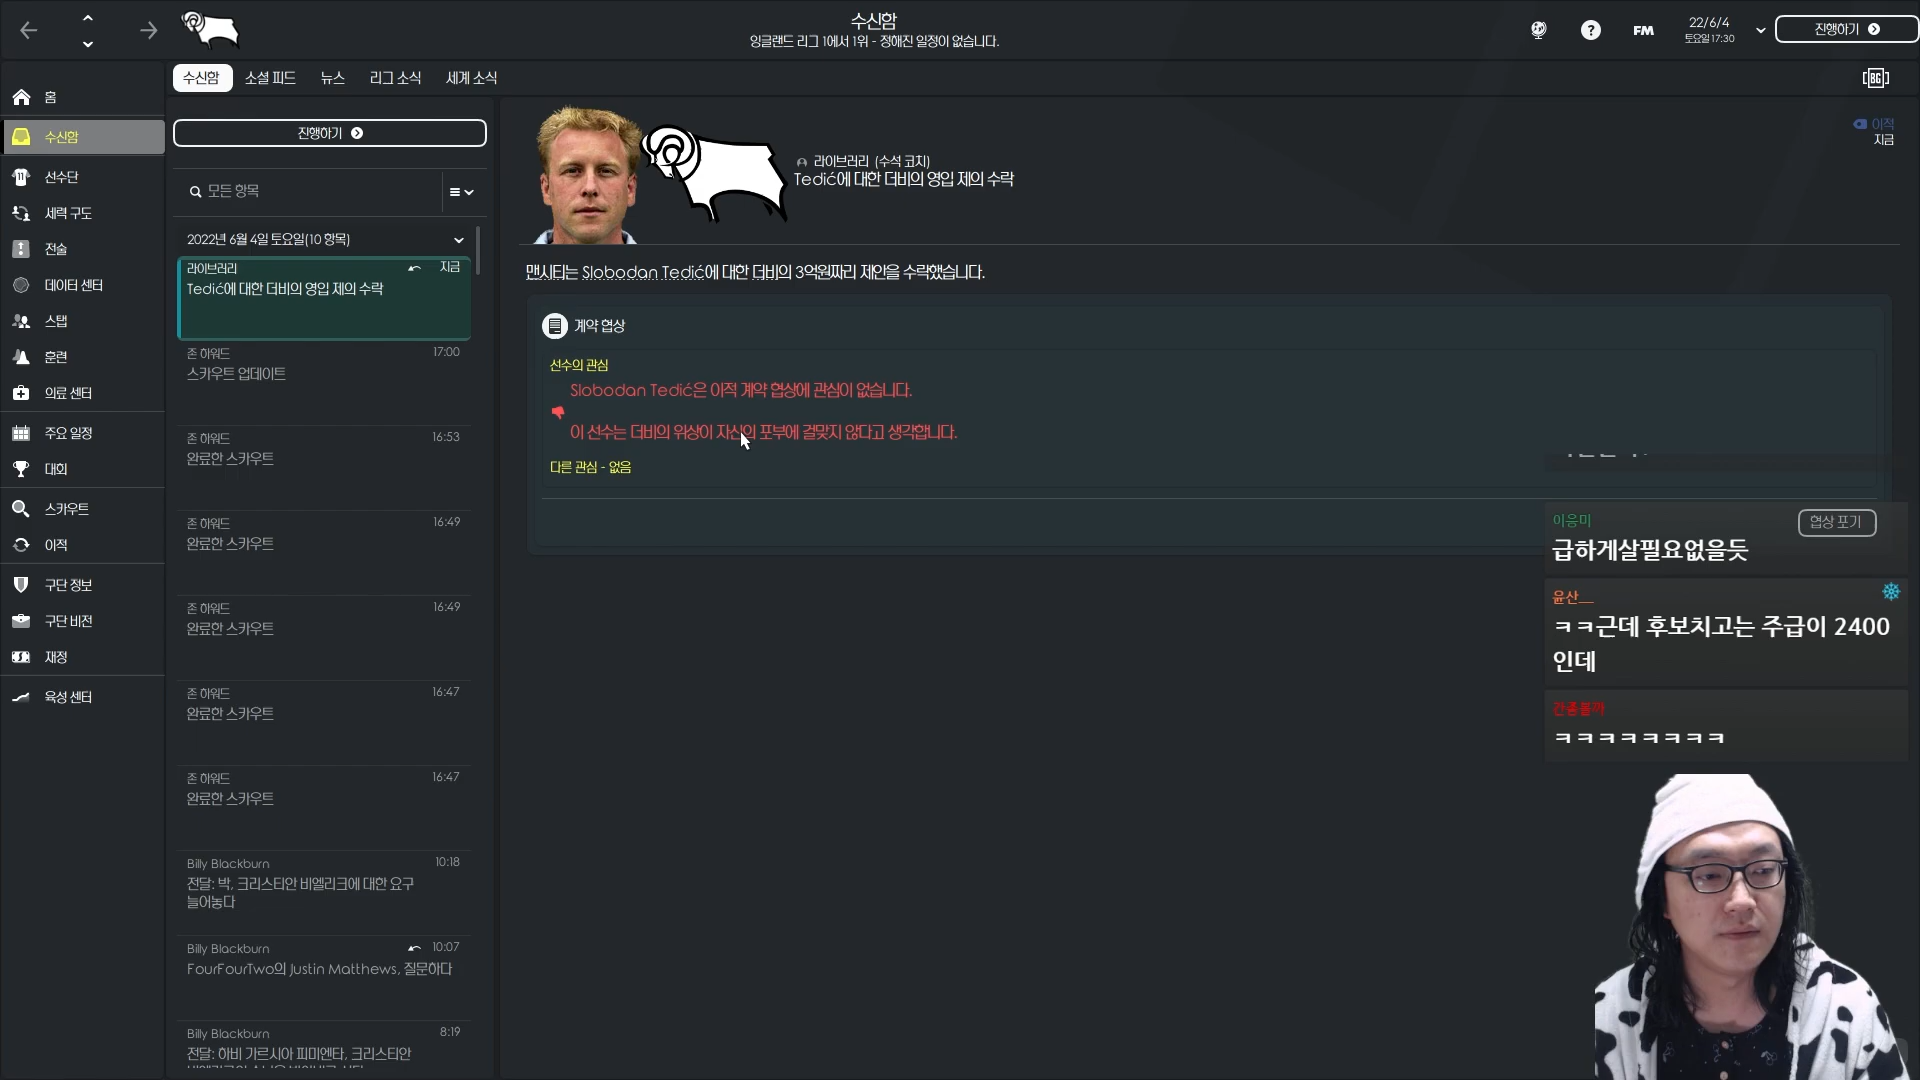 수신함
잉글랜드 리그 1에서 1위 - 정해진 일정이 없습니다.
?
FM
22/6/4
토요일 17:30
진행하기
수신함
소셜 피드
뉴스
리그 소식
세계 소식
[BG]
홈
수신함
선수단
세력 구도
전술
데이터 센터
스탭
훈련
의료 센터
주요 일정
대회
스카우트
이적
구단 정보
구단 비전
재정
육성 센터
진행하기
모든 항목
2022년 6월 4일 토요일(10 항목)
라이브러리
지금
Tedić에 대한 더비의 영입 제의 수락
존 하워드
17:00
스카우트 업데이트
존 하워드
16:53
완료한 스카우트
존 하워드
16:49
완료한 스카우트
존 하워드
16:49
완료한 스카우트
존 하워드
16:47
완료한 스카우트
존 하워드
16:47
완료한 스카우트
Billy Blackburn
10:18
전달: 박, 크리스티안 비엘리크에 대한 요구
늘어놓다
Billy Blackburn
10:07
FourFourTwo의 Justin Matthews, 질문하다
Billy Blackburn
8:19
전달: 하비 가르시아 피미엔타, 크리스티안
라이브러리 (수석 코치)
Tedić에 대한 더비의 영입 제의 수락
이적
지금
맨시티는 Slobodan Tedić에 대한 더비의 3억원짜리 제안을 수락했습니다.
계약 협상
선수의 관심
Slobodan Tedić은 이적 계약 협상에 관심이 없습니다.
이 선수는 더비의 위상이 자신의 포부에 걸맞지 않다고 생각합니다.
다른 관심 - 없음
협상 포기
이응미
급하게살필요없을듯
윤산__
ㅋㅋ근데 후보치고는 주급이 2400
인데
간종볼까
ㅋㅋㅋㅋㅋㅋㅋㅋ